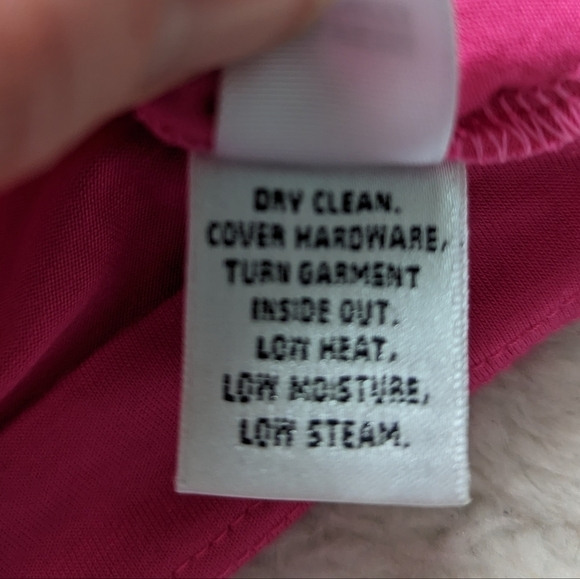 DRY CLEAN.
COVER HARDWARE,
TURN GARMENT
INSIDE OUT.
LOW HEAT,
LOW MOISTURE,
LOW STEAM.